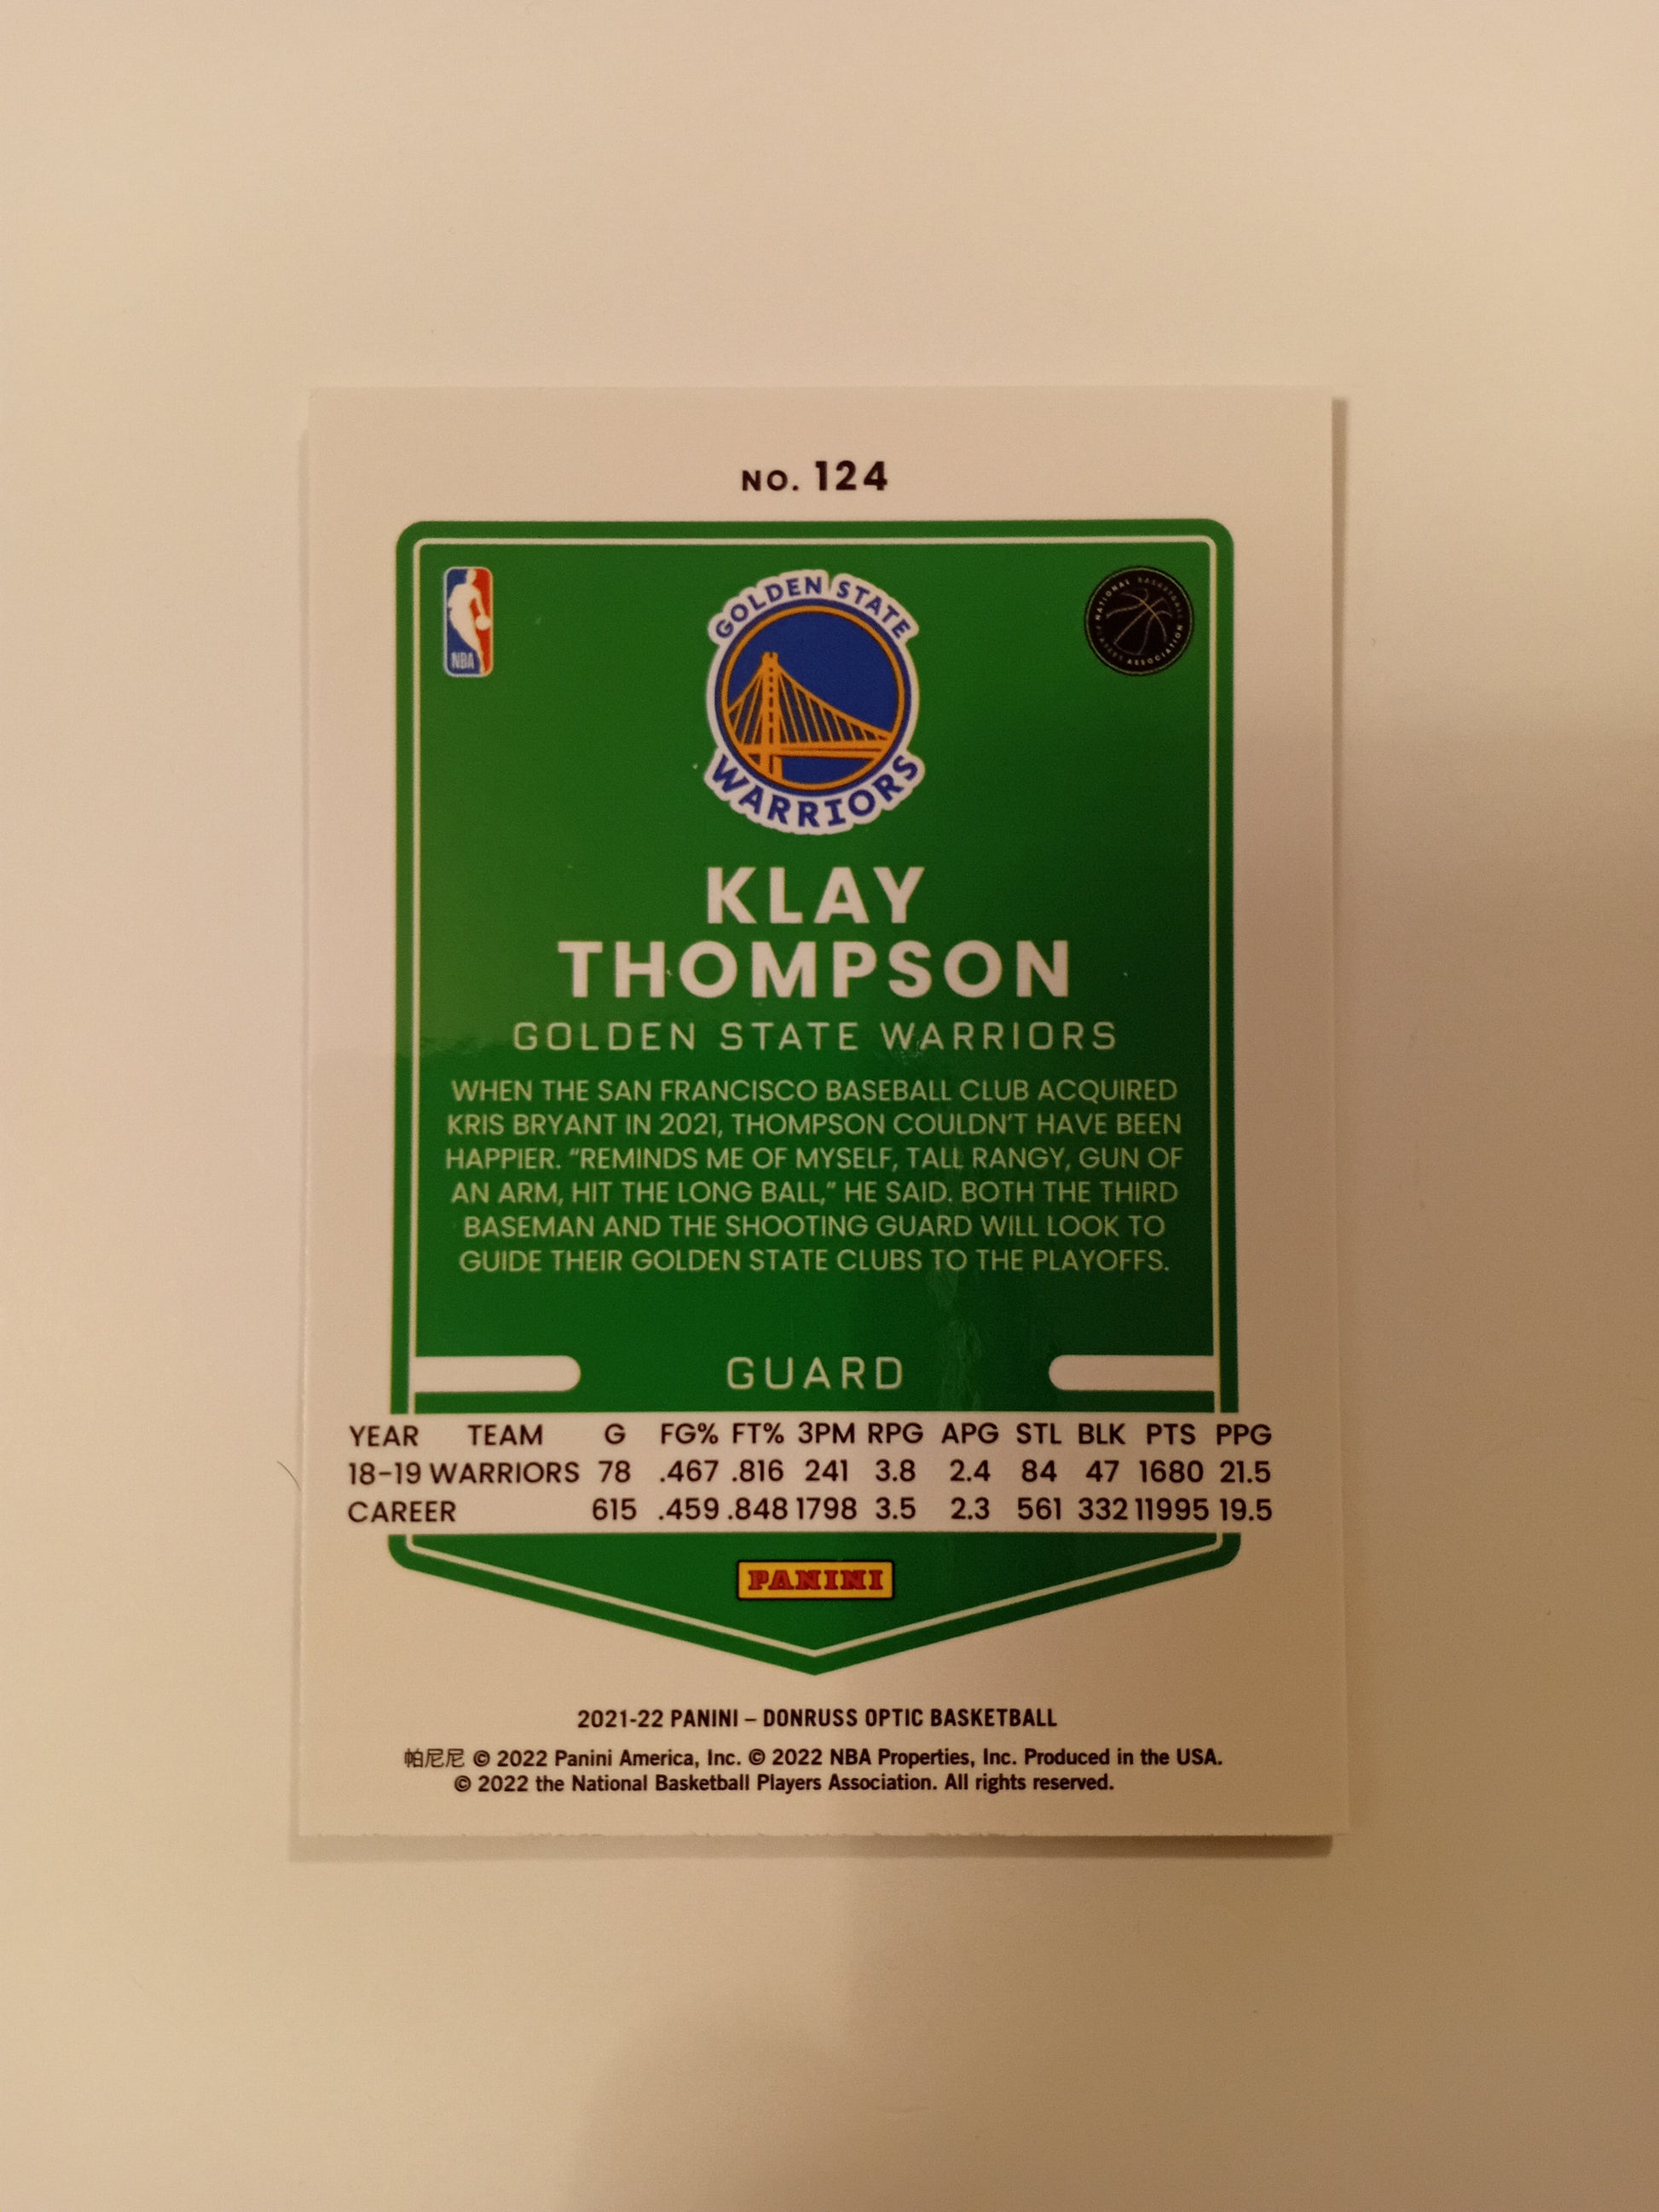 NO. 124
NBA
GOLDEN STATE
WARRIORS
NATIONAL BASKETBALL PLAYERS ASSOCIATION
KLAY
THOMPSON
GOLDEN STATE WARRIORS
WHEN THE SAN FRANCISCO BASEBALL CLUB ACQUIRED
KRIS BRYANT IN 2021, THOMPSON COULDN'T HAVE BEEN
HAPPIER. “REMINDS ME OF MYSELF, TALL RANGY, GUN OF
AN ARM, HIT THE LONG BALL,” HE SAID. BOTH THE THIRD
BASEMAN AND THE SHOOTING GUARD WILL LOOK TO
GUIDE THEIR GOLDEN STATE CLUBS TO THE PLAYOFFS.
GUARD
YEAR TEAM G FG% FT% 3PM RPG APG STL BLK PTS PPG
18-19 WARRIORS 78 .467 .816 241 3.8 2.4 84 47 1680 21.5
CAREER 615 .459 .848 1798 3.5 2.3 561 332 11995 19.5
PANINI
2021-22 PANINI – DONRUSS OPTIC BASKETBALL
帕尼尼 © 2022 Panini America, Inc. © 2022 NBA Properties, Inc. Produced in the USA.
© 2022 the National Basketball Players Association. All rights reserved.